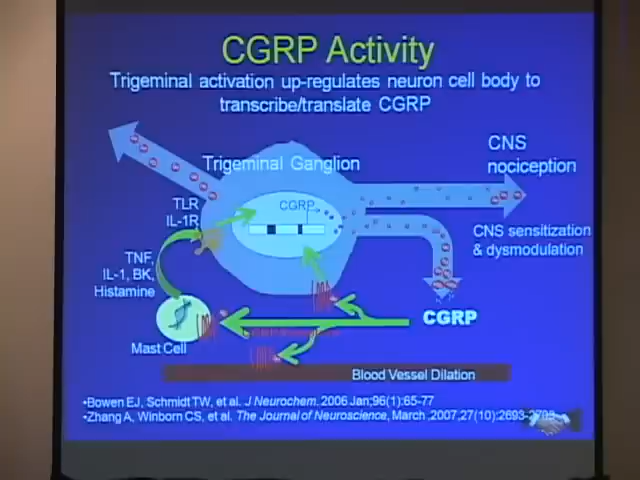 CGRP Activity
Trigeminal activation up-regulates neuron cell body to
transcribe/translate CGRP
Trigeminal Ganglion
CNS
nociception
TLR
IL-1R
CGRP
CNS sensitization
& dysmodulation
TNF,
IL-1, BK,
Histamine
CGRP
Mast Cell
Blood Vessel Dilation
•Bowen EJ, Schmidt TW, et al. J Neurochem. 2006 Jan;96(1):65-77
•Zhang A, Winborn CS, et al. The Journal of Neuroscience, March ,2007,27(10):2693-2703